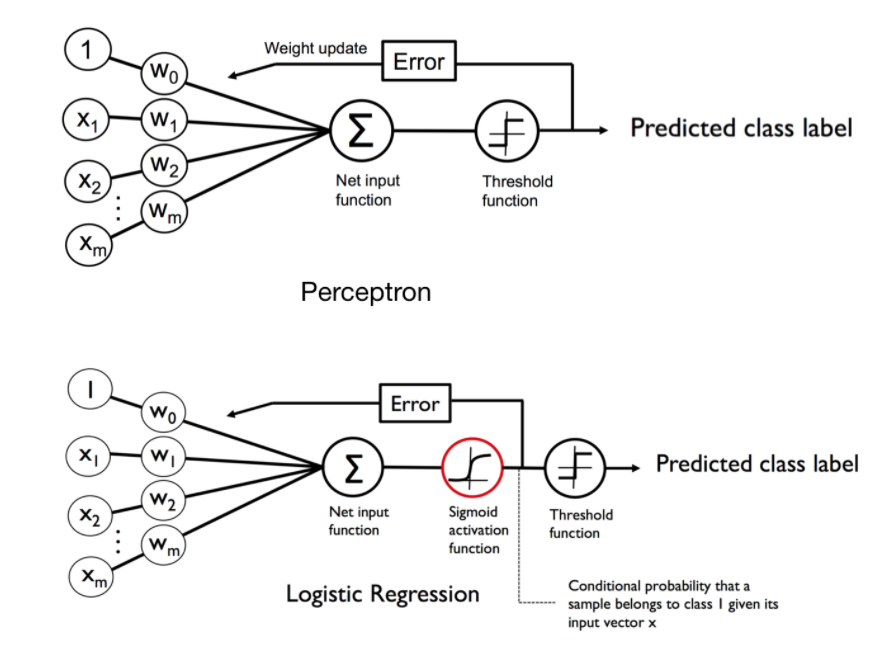 1
Weight update
Error
w₀
x₁
w₁
Predicted class label
x₂
w₂
Net input
function
Threshold
function
⋮
wₘ
xₘ
Perceptron
I
Error
w₀
x₁
w₁
Predicted class label
x₂
w₂
Net input
function
Sigmoid
activation
function
Threshold
function
⋮
wₘ
xₘ
Logistic Regression
Conditional probability that a
sample belongs to class 1 given its
input vector x